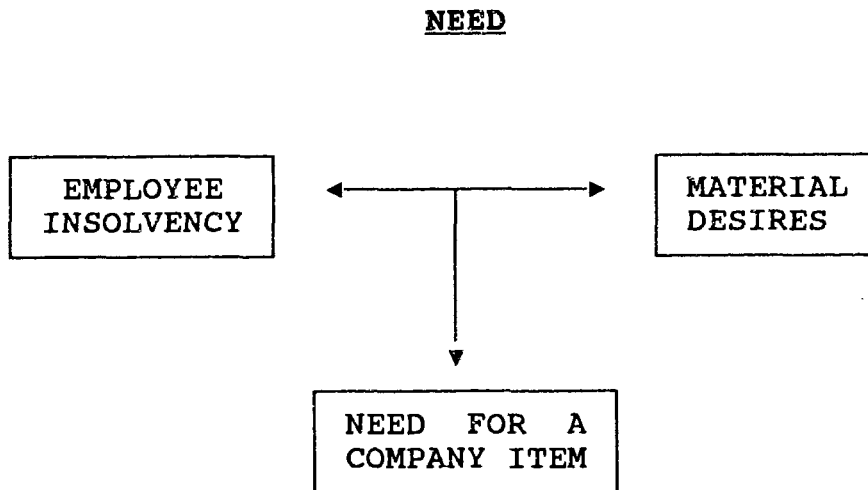 NEED
EMPLOYEE
INSOLVENCY
MATERIAL
DESIRES
NEED FOR A
COMPANY ITEM